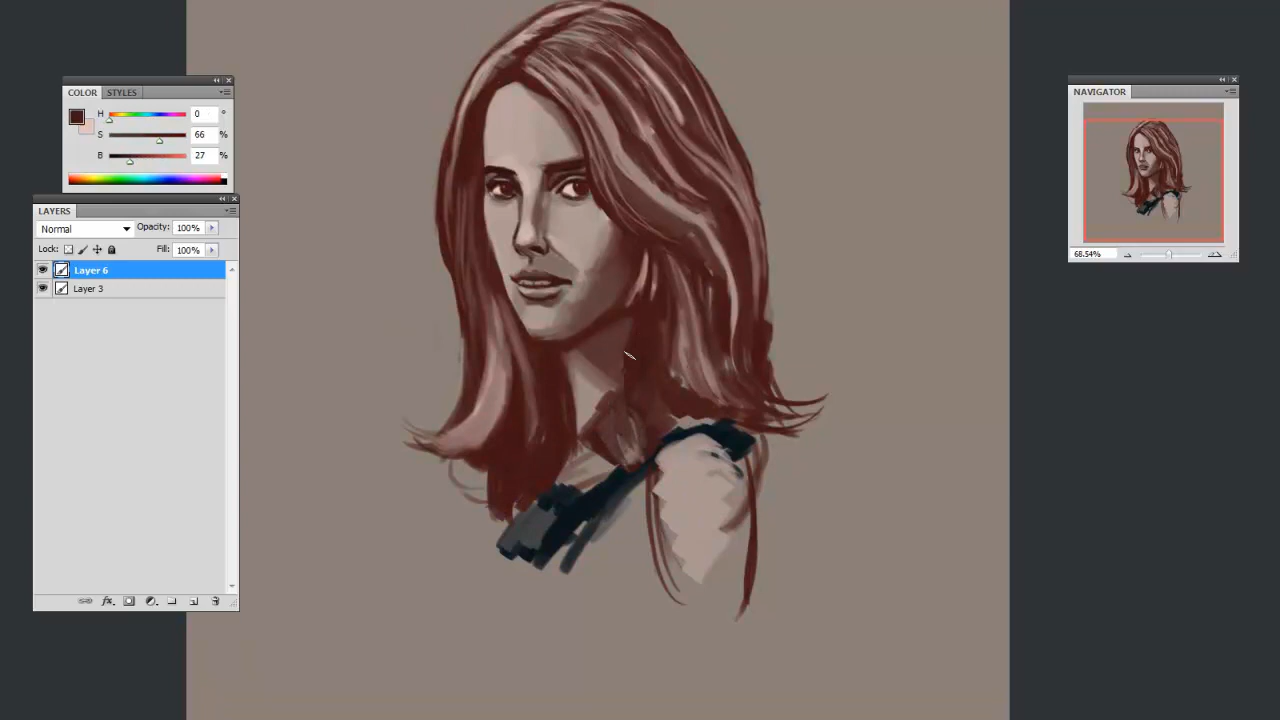 COLOR STYLES
H 0 °
S 66 %
B 27 %
LAYERS
Normal Opacity: 100%
Lock: Fill: 100%
Layer 6
Layer 3
fx
NAVIGATOR
68.54%